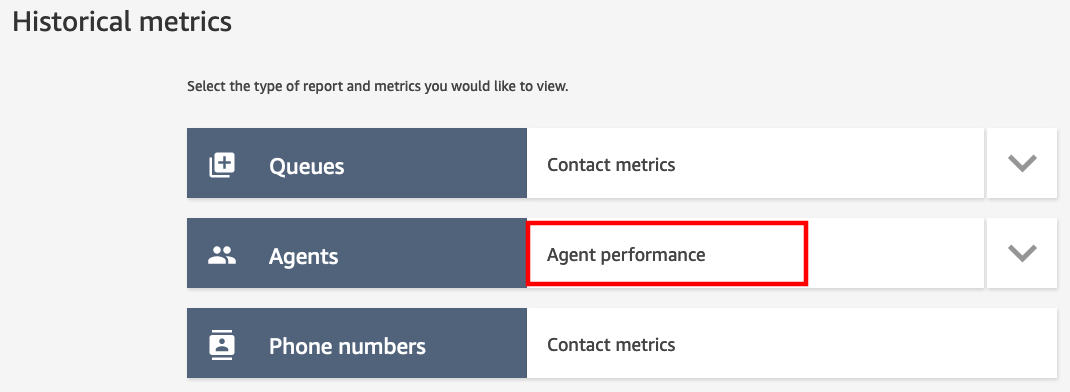 Historical metrics
Select the type of report and metrics you would like to view.
Queues
Contact metrics
Agents
Agent performance
Phone numbers
Contact metrics